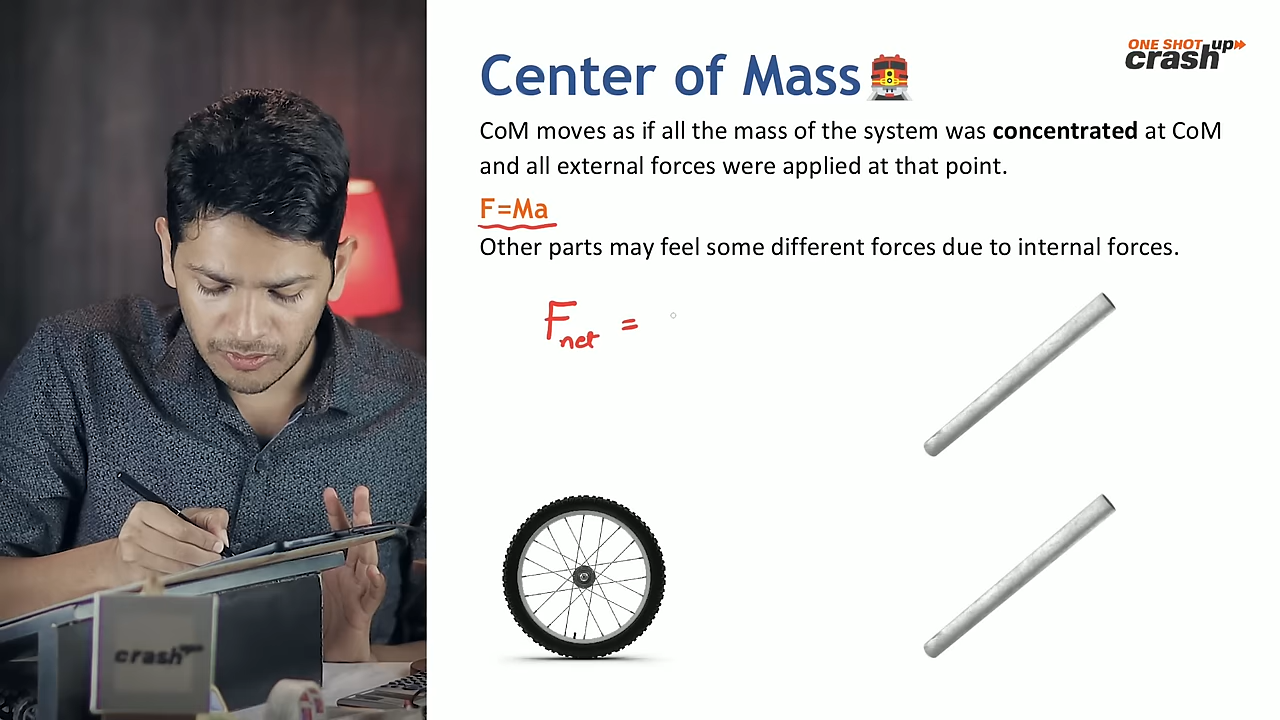 Center of Mass
ONE SHOT
crash up
CoM moves as if all the mass of the system was concentrated at CoM
and all external forces were applied at that point.
F=Ma
Other parts may feel some different forces due to internal forces.
F net =
crash up